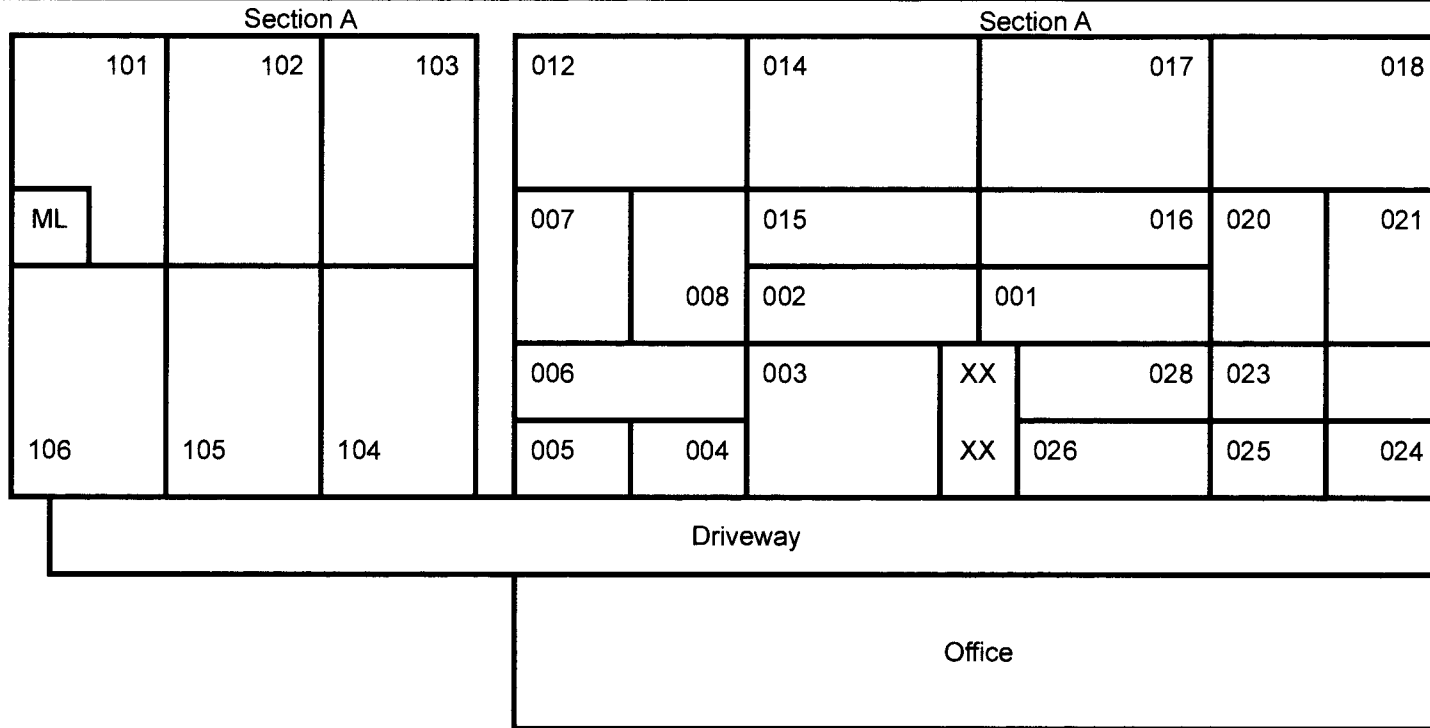 Section A Section A
101 102 103 012 014 017 018
ML 007 015 016 020 021
008 002 001
006 003 XX 028 023
106 105 104 005 004 XX 026 025 024
Driveway
Office